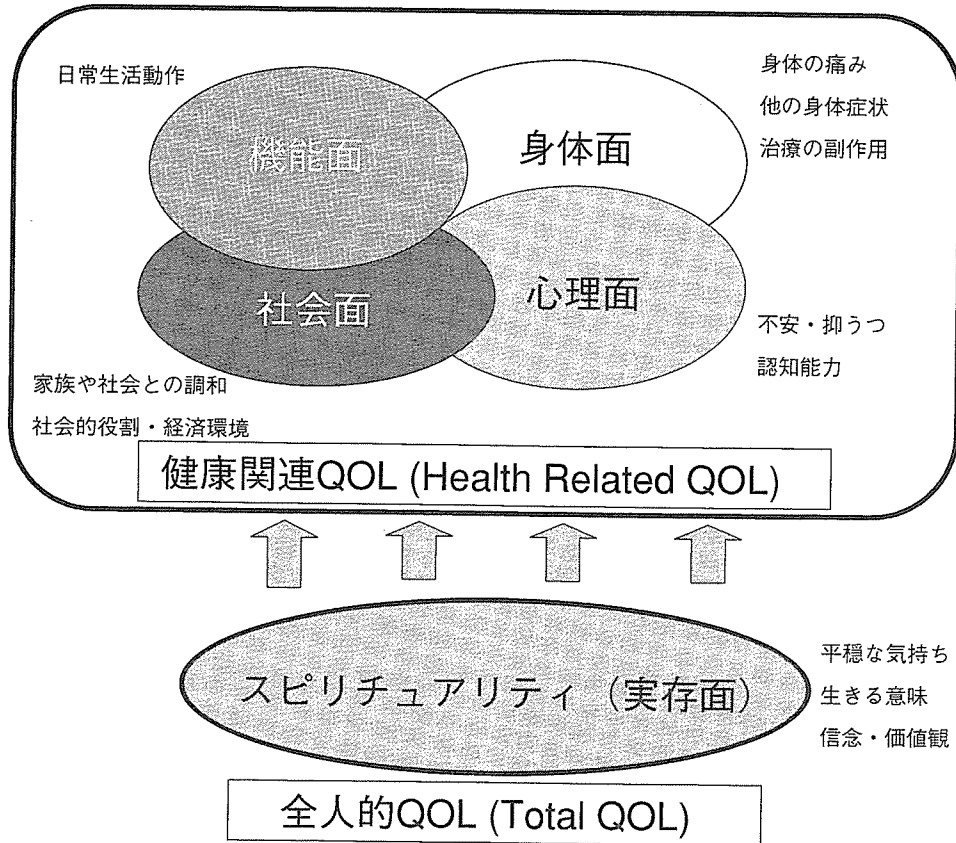 日常生活動作
機能面
身体面
身体の痛み
他の身体症状
治療の副作用
社会面
心理面
不安・抑うつ
認知能力
家族や社会との調和
社会的役割・経済環境
健康関連QOL (Health Related QOL)
スピリチュアリティ（実存面）
平穏な気持ち
生きる意味
信念・価値観
全人的QOL (Total QOL)